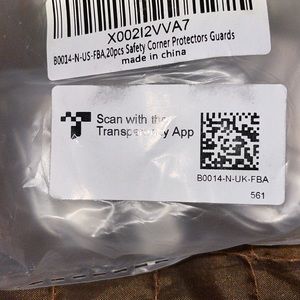 X002I2VVA7
B0014-N-US-FBA,20pcs Safety Corner Protectors Guards
made in china
Scan with the
Transparency App
B0014-N-UK-FBA
561